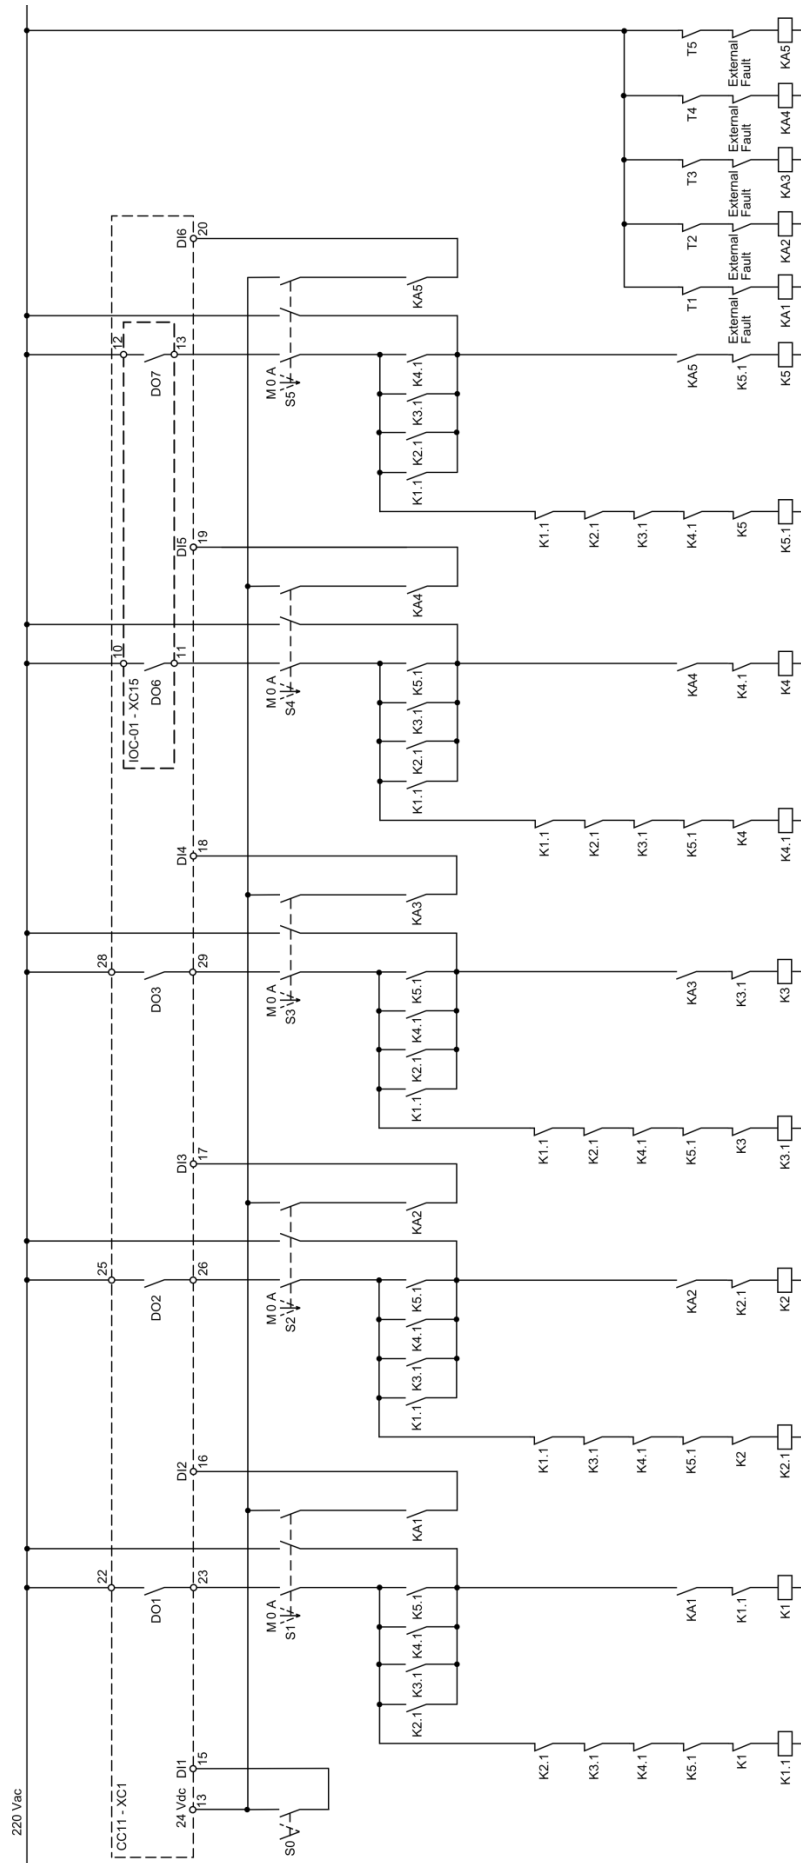 220 Vac
CC11 - XC1
24 Vdc
13
DI1
15
S0
22
DO1
23
DI2
16
M 0 A
S1
K2.1
K3.1
K4.1
K5.1
KA1
K2.1
K3.1
K4.1
K5.1
K1
K1.1
KA1
K1.1
K1
25
DO2
26
DI3
17
M 0 A
S2
K1.1
K3.1
K4.1
K5.1
KA2
K1.1
K3.1
K4.1
K5.1
K2
K2.1
KA2
K2.1
K2
28
DO3
29
DI4
18
M 0 A
S3
K1.1
K2.1
K4.1
K5.1
KA3
K1.1
K2.1
K4.1
K5.1
K3
K3.1
KA3
K3.1
K3
IOC-01 - XC15
10
DO6
11
DI5
19
M 0 A
S4
K1.1
K2.1
K3.1
K5.1
KA4
K1.1
K2.1
K3.1
K5.1
K4
K4.1
KA4
K4.1
K4
12
DO7
13
DI6
20
M 0 A
S5
K1.1
K2.1
K3.1
K4.1
KA5
K1.1
K2.1
K3.1
K4.1
K5
K5.1
KA5
K5.1
K5
T1
External
Fault
KA1
T2
External
Fault
KA2
T3
External
Fault
KA3
T4
External
Fault
KA4
T5
External
Fault
KA5